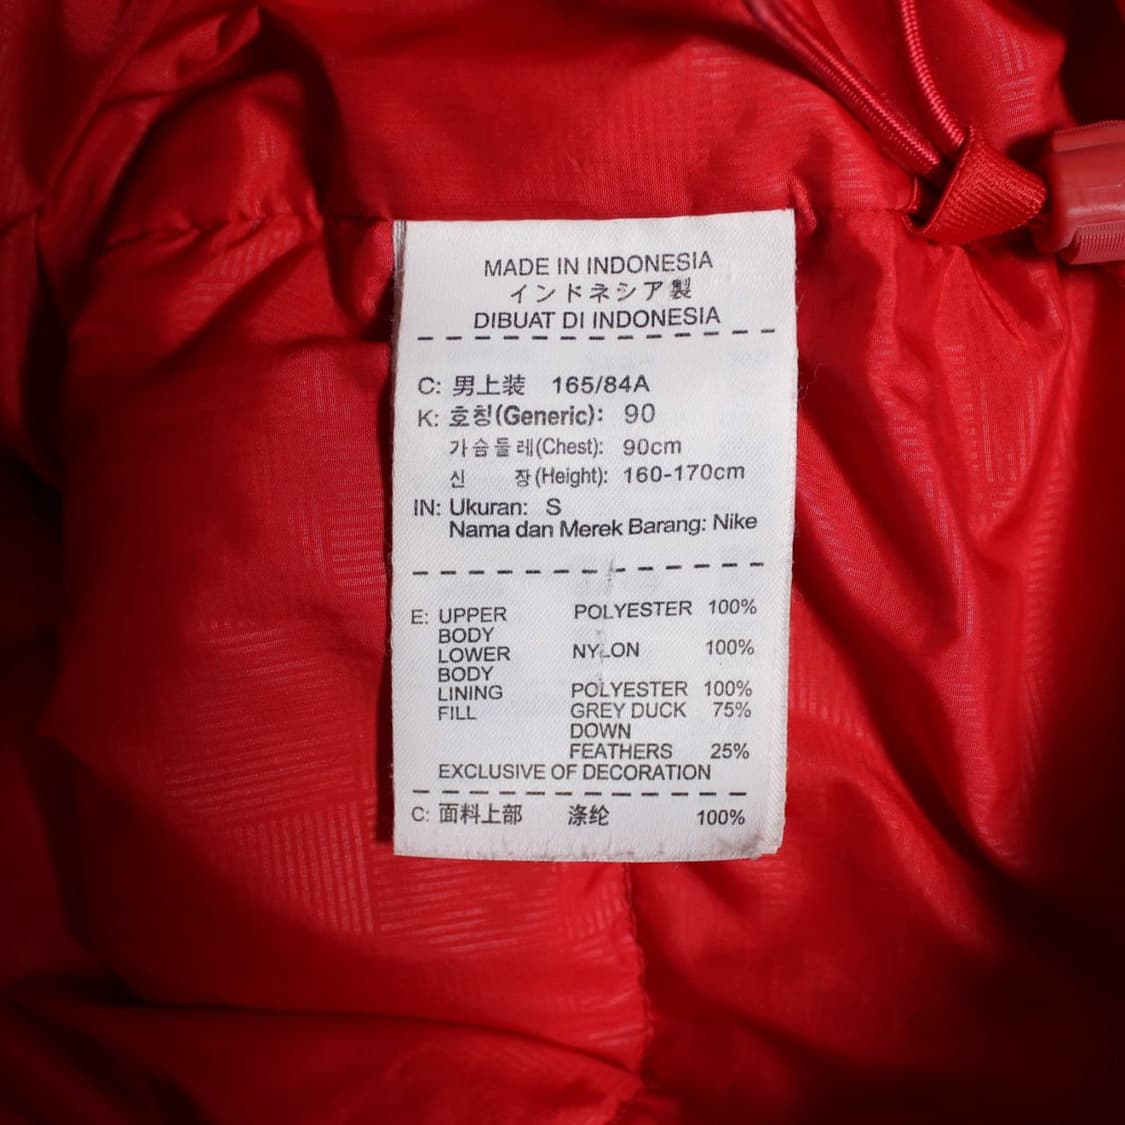 MADE IN INDONESIA
インドネシア製
DIBUAT DI INDONESIA
C: 男上装 165/84A
K: 호칭(Generic): 90
가슴둘레(Chest): 90cm
신 장(Height): 160-170cm
IN: Ukuran: S
Nama dan Merek Barang: Nike
E: UPPER POLYESTER 100%
BODY
LOWER NYLON 100%
BODY
LINING POLYESTER 100%
FILL GREY DUCK 75%
DOWN
FEATHERS 25%
EXCLUSIVE OF DECORATION
C: 面料上部 涤纶 100%